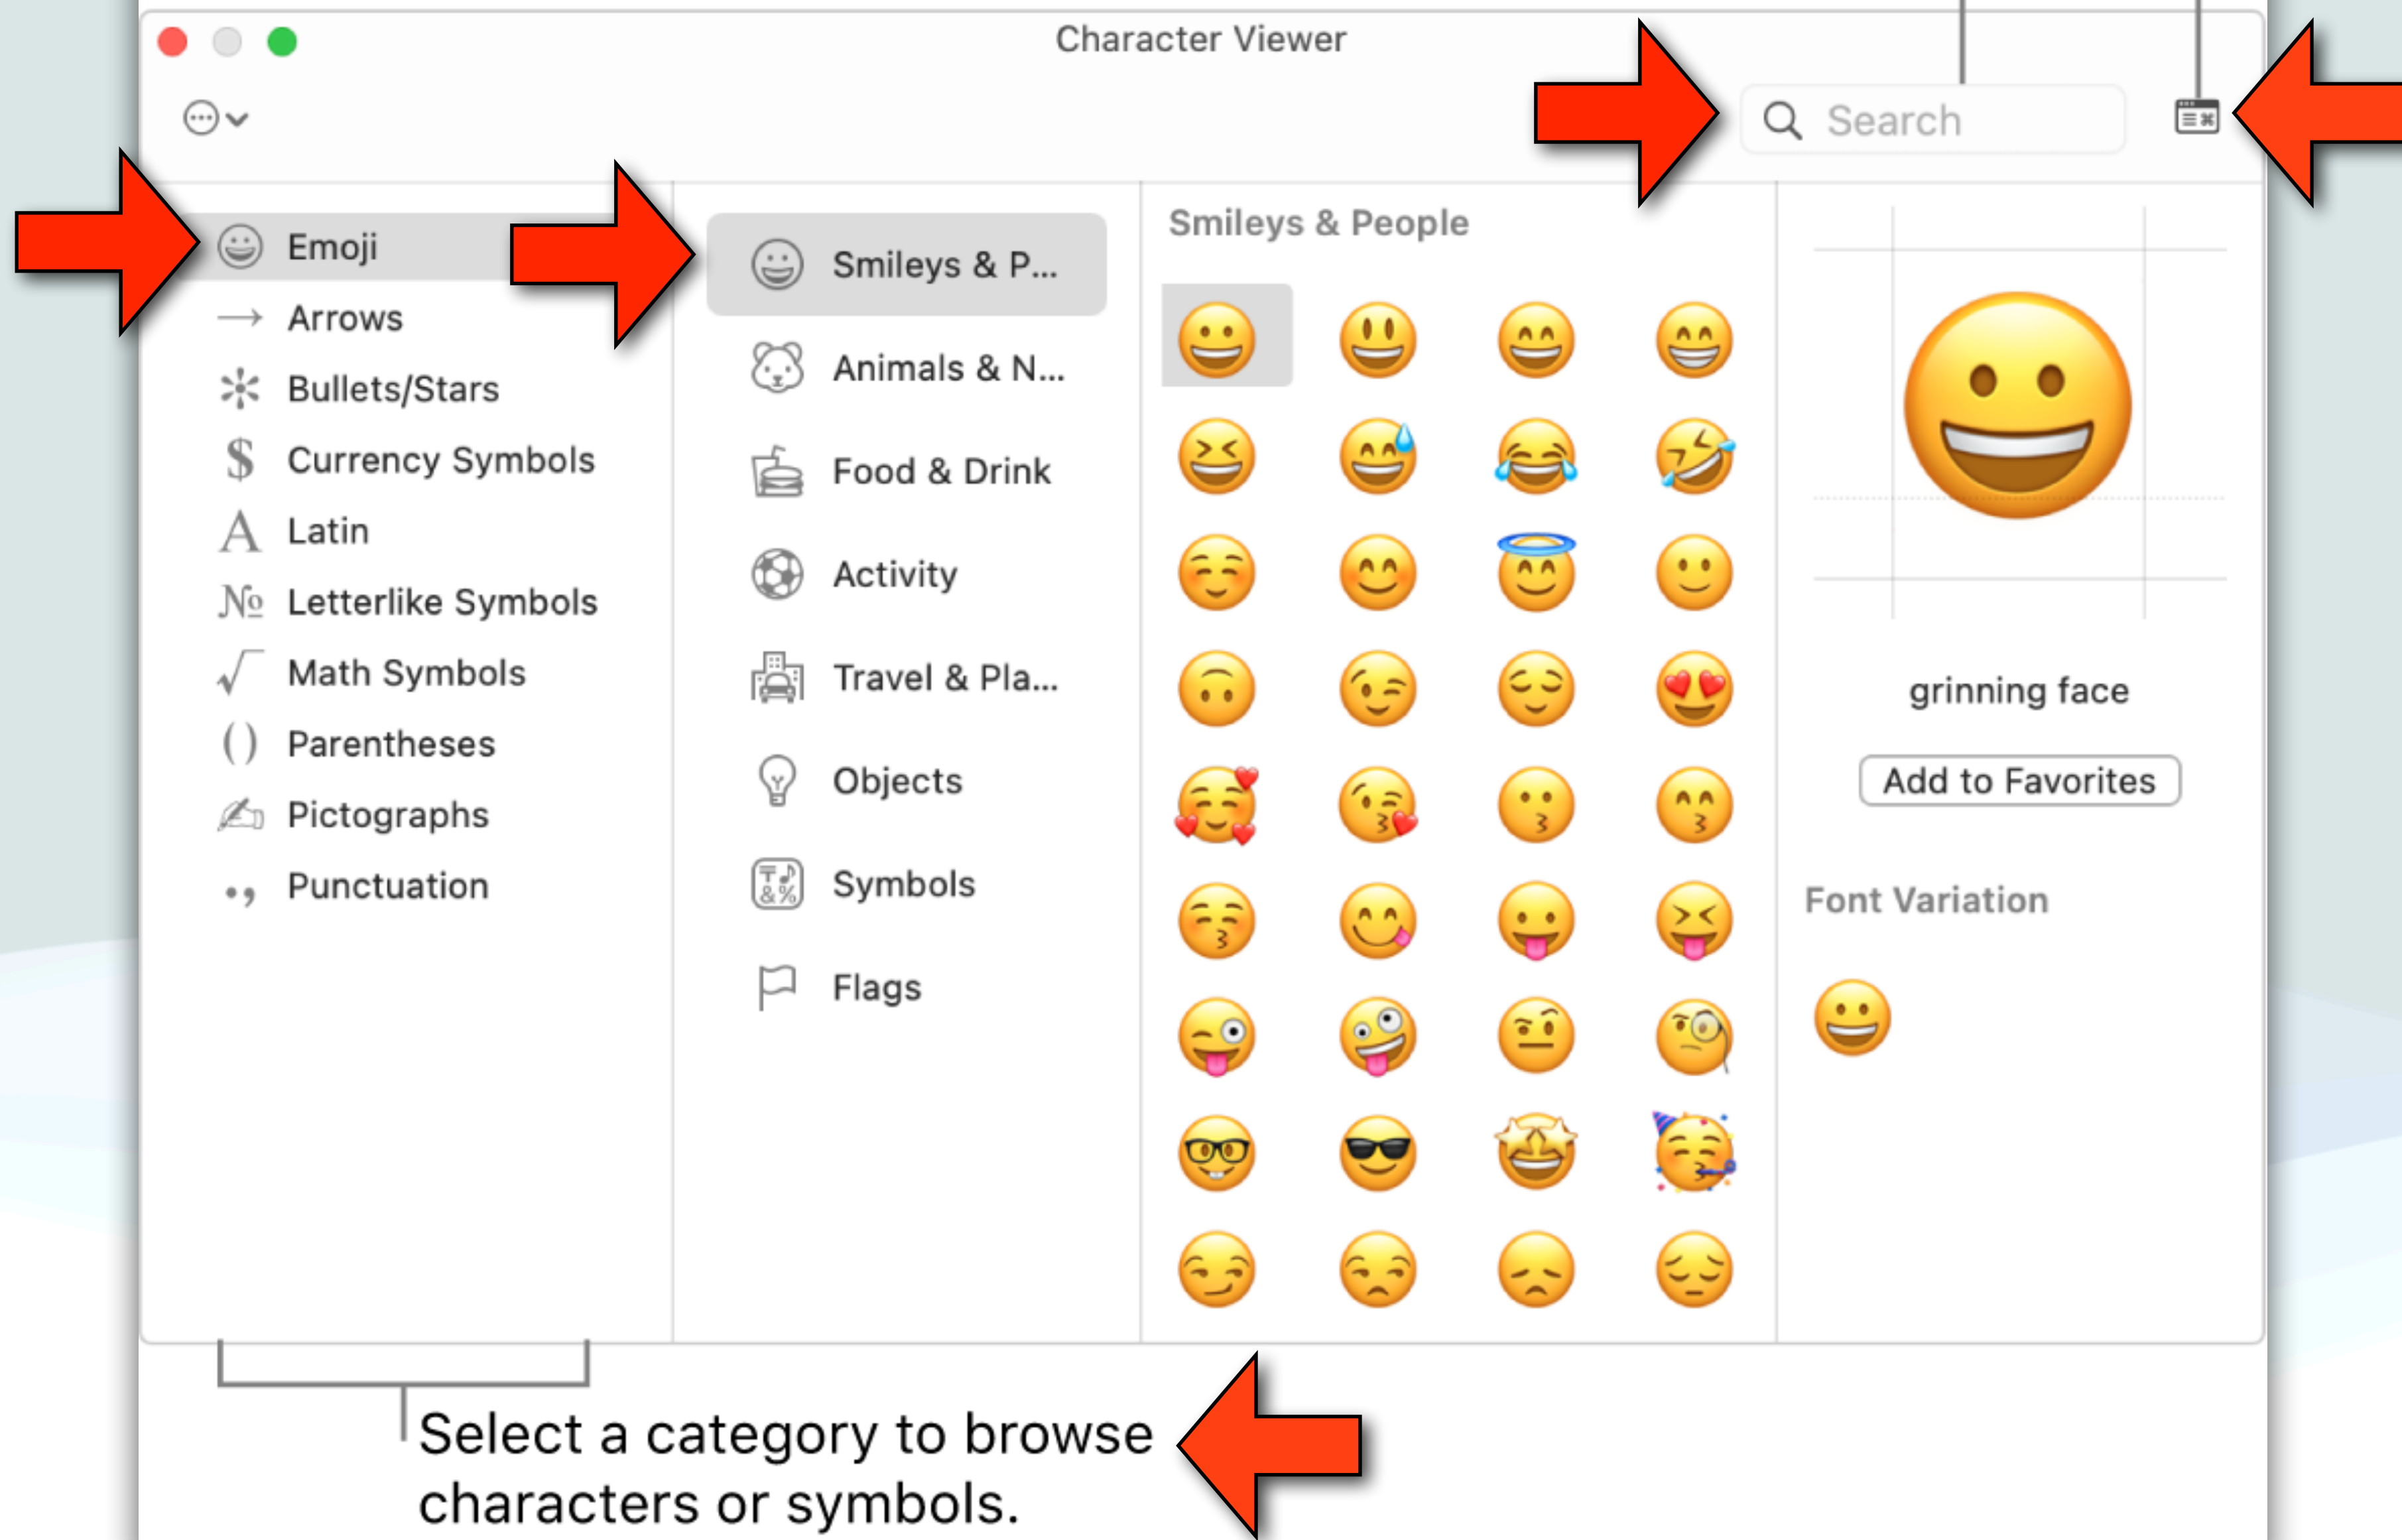 Character Viewer
Search
Emoji
Arrows
Bullets/Stars
Currency Symbols
Latin
Letterlike Symbols
Math Symbols
Parentheses
Pictographs
Punctuation
Smileys & P...
Animals & N...
Food & Drink
Activity
Travel & Pla...
Objects
Symbols
Flags
Smileys & People
grinning face
Add to Favorites
Font Variation
Select a category to browse
characters or symbols.